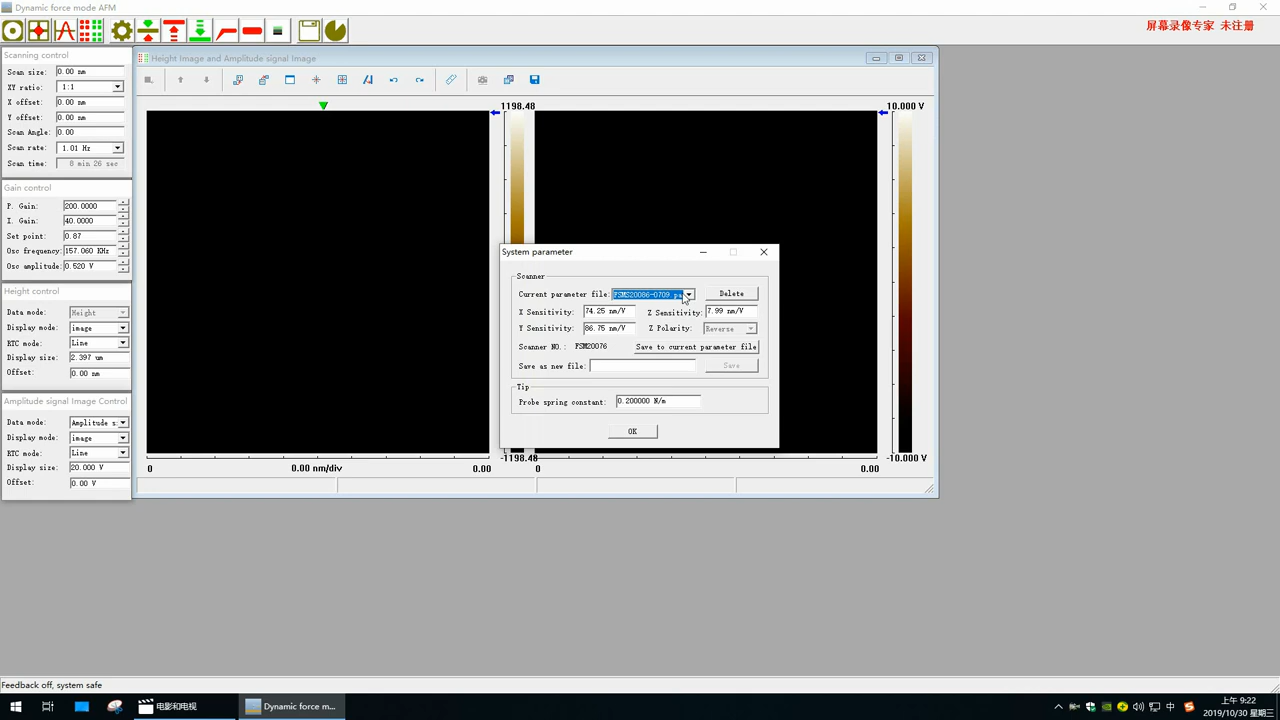 Dynamic force mode AFM
屏幕录像专家 未注册
Scanning control
Scan size: 0.00 nm
XY ratio: 1:1
X offset: 0.00 nm
Y offset: 0.00 nm
Scan Angle: 0.00
Scan rate: 1.01 Hz
Scan time: 8 min 26 sec
Gain control
P. Gain: 200.0000
I. Gain: 40.0000
Set point: 0.87
Osc frequency: 157.060 KHz
Osc amplitude: 0.520 V
Height control
Data mode: Height
Display mode: image
RTC mode: Line
Display size: 2.397 um
Offset: 0.00 nm
Amplitude signal Image Control
Data mode: Amplitude s
Display mode: image
RTC mode: Line
Display size: 20.000 V
Offset: 0.00 V
Height Image and Amplitude signal Image
1198.48
10.000 V
-1198.48
-10.000 V
0 0.00 nm/div 0.00
0 0.00
System parameter
Scanner
Current parameter file: FSMS20086-0709 pa Delete
X Sensitivity: 74.25 nm/V Z Sensitivity: 7.99 nm/V
Y Sensitivity: 86.75 nm/V Z Polarity: Reverse
Scanner NO.: FSM20076 Save to current parameter file
Save as new file: Save
Tip
Probe spring constant: 0.200000 N/m
OK
Feedback off, system safe
电影和电视
Dynamic force m...
中
上午 9:22
2019/10/30 星期三